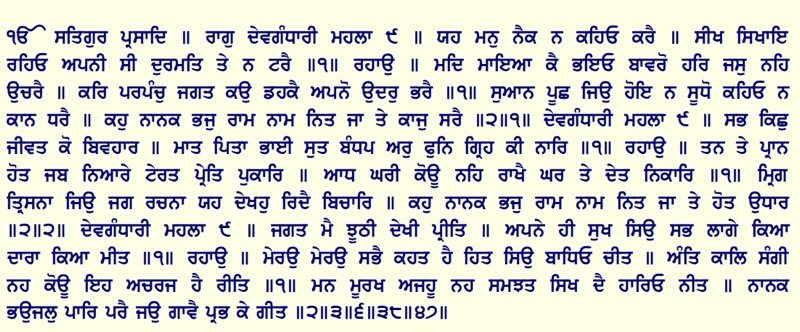 ੴ ਸਤਿਗੁਰ ਪ੍ਰਸਾਦਿ ॥ ਰਾਗੁ ਦੇਵਗੰਧਾਰੀ ਮਹਲਾ ੯ ॥ ਯਹ ਮਨੁ ਨੈਕ ਨ ਕਹਿਓ ਕਰੈ ॥ ਸੀਖ ਸਿਖਾਇ
ਰਹਿਓ ਅਪਨੀ ਸੀ ਦੁਰਮਤਿ ਤੇ ਨ ਟਰੈ ॥੧॥ ਰਹਾਉ ॥ ਮਦਿ ਮਾਇਆ ਕੈ ਭਇਓ ਬਾਵਰੋ ਹਰਿ ਜਸੁ ਨਹਿ
ਉਚਰੈ ॥ ਕਰਿ ਪਰਪੰਚੁ ਜਗਤ ਕਉ ਡਹਕੈ ਅਪਨੋ ਉਦਰੁ ਭਰੈ ॥੧॥ ਸੁਆਨ ਪੂਛ ਜਿਉ ਹੋਇ ਨ ਸੂਧੋ ਕਹਿਓ ਨ
ਕਾਨ ਧਰੈ ॥ ਕਹੁ ਨਾਨਕ ਭਜੁ ਰਾਮ ਨਾਮ ਨਿਤ ਜਾ ਤੇ ਕਾਜੁ ਸਰੈ ॥੨॥੧॥ ਦੇਵਗੰਧਾਰੀ ਮਹਲਾ ੯ ॥ ਸਭ ਕਿਛੁ
ਜੀਵਤ ਕੋ ਬਿਵਹਾਰ ॥ ਮਾਤ ਪਿਤਾ ਭਾਈ ਸੁਤ ਬੰਧਪ ਅਰੁ ਫੁਨਿ ਗ੍ਰਿਹ ਕੀ ਨਾਰਿ ॥੧॥ ਰਹਾਉ ॥ ਤਨ ਤੇ ਪ੍ਰਾਨ
ਹੋਤ ਜਬ ਨਿਆਰੇ ਟੇਰਤ ਪ੍ਰੇਤਿ ਪੁਕਾਰਿ ॥ ਆਧ ਘਰੀ ਕੋਊ ਨਹਿ ਰਾਖੈ ਘਰ ਤੇ ਦੇਤ ਨਿਕਾਰਿ ॥੧॥ ਮ੍ਰਿਗ
ਤ੍ਰਿਸਨਾ ਜਿਉ ਜਗ ਰਚਨਾ ਯਹ ਦੇਖਹੁ ਰਿਦੈ ਬਿਚਾਰਿ ॥ ਕਹੁ ਨਾਨਕ ਭਜੁ ਰਾਮ ਨਾਮ ਨਿਤ ਜਾ ਤੇ ਹੋਤ ਉਧਾਰ
॥੨॥੨॥ ਦੇਵਗੰਧਾਰੀ ਮਹਲਾ ੯ ॥ ਜਗਤ ਮੈ ਝੂਠੀ ਦੇਖੀ ਪ੍ਰੀਤਿ ॥ ਅਪਨੇ ਹੀ ਸੁਖ ਸਿਉ ਸਭ ਲਾਗੇ ਕਿਆ
ਦਾਰਾ ਕਿਆ ਮੀਤ ॥੧॥ ਰਹਾਉ ॥ ਮੇਰਉ ਮੇਰਉ ਸਭੈ ਕਹਤ ਹੈ ਹਿਤ ਸਿਉ ਬਾਧਿਓ ਚੀਤ ॥ ਅੰਤਿ ਕਾਲਿ ਸੰਗੀ
ਨਹ ਕੋਊ ਇਹ ਅਚਰਜ ਹੈ ਰੀਤਿ ॥੧॥ ਮਨ ਮੂਰਖ ਅਜਹੂ ਨਹ ਸਮਝਤ ਸਿਖ ਦੈ ਹਾਰਿਓ ਨੀਤ ॥ ਨਾਨਕ
ਭਉਜਲੁ ਪਾਰਿ ਪਰੈ ਜਉ ਗਾਵੈ ਪ੍ਰਭ ਕੇ ਗੀਤ ॥੨॥੩॥੬॥੩੮॥੪੭॥